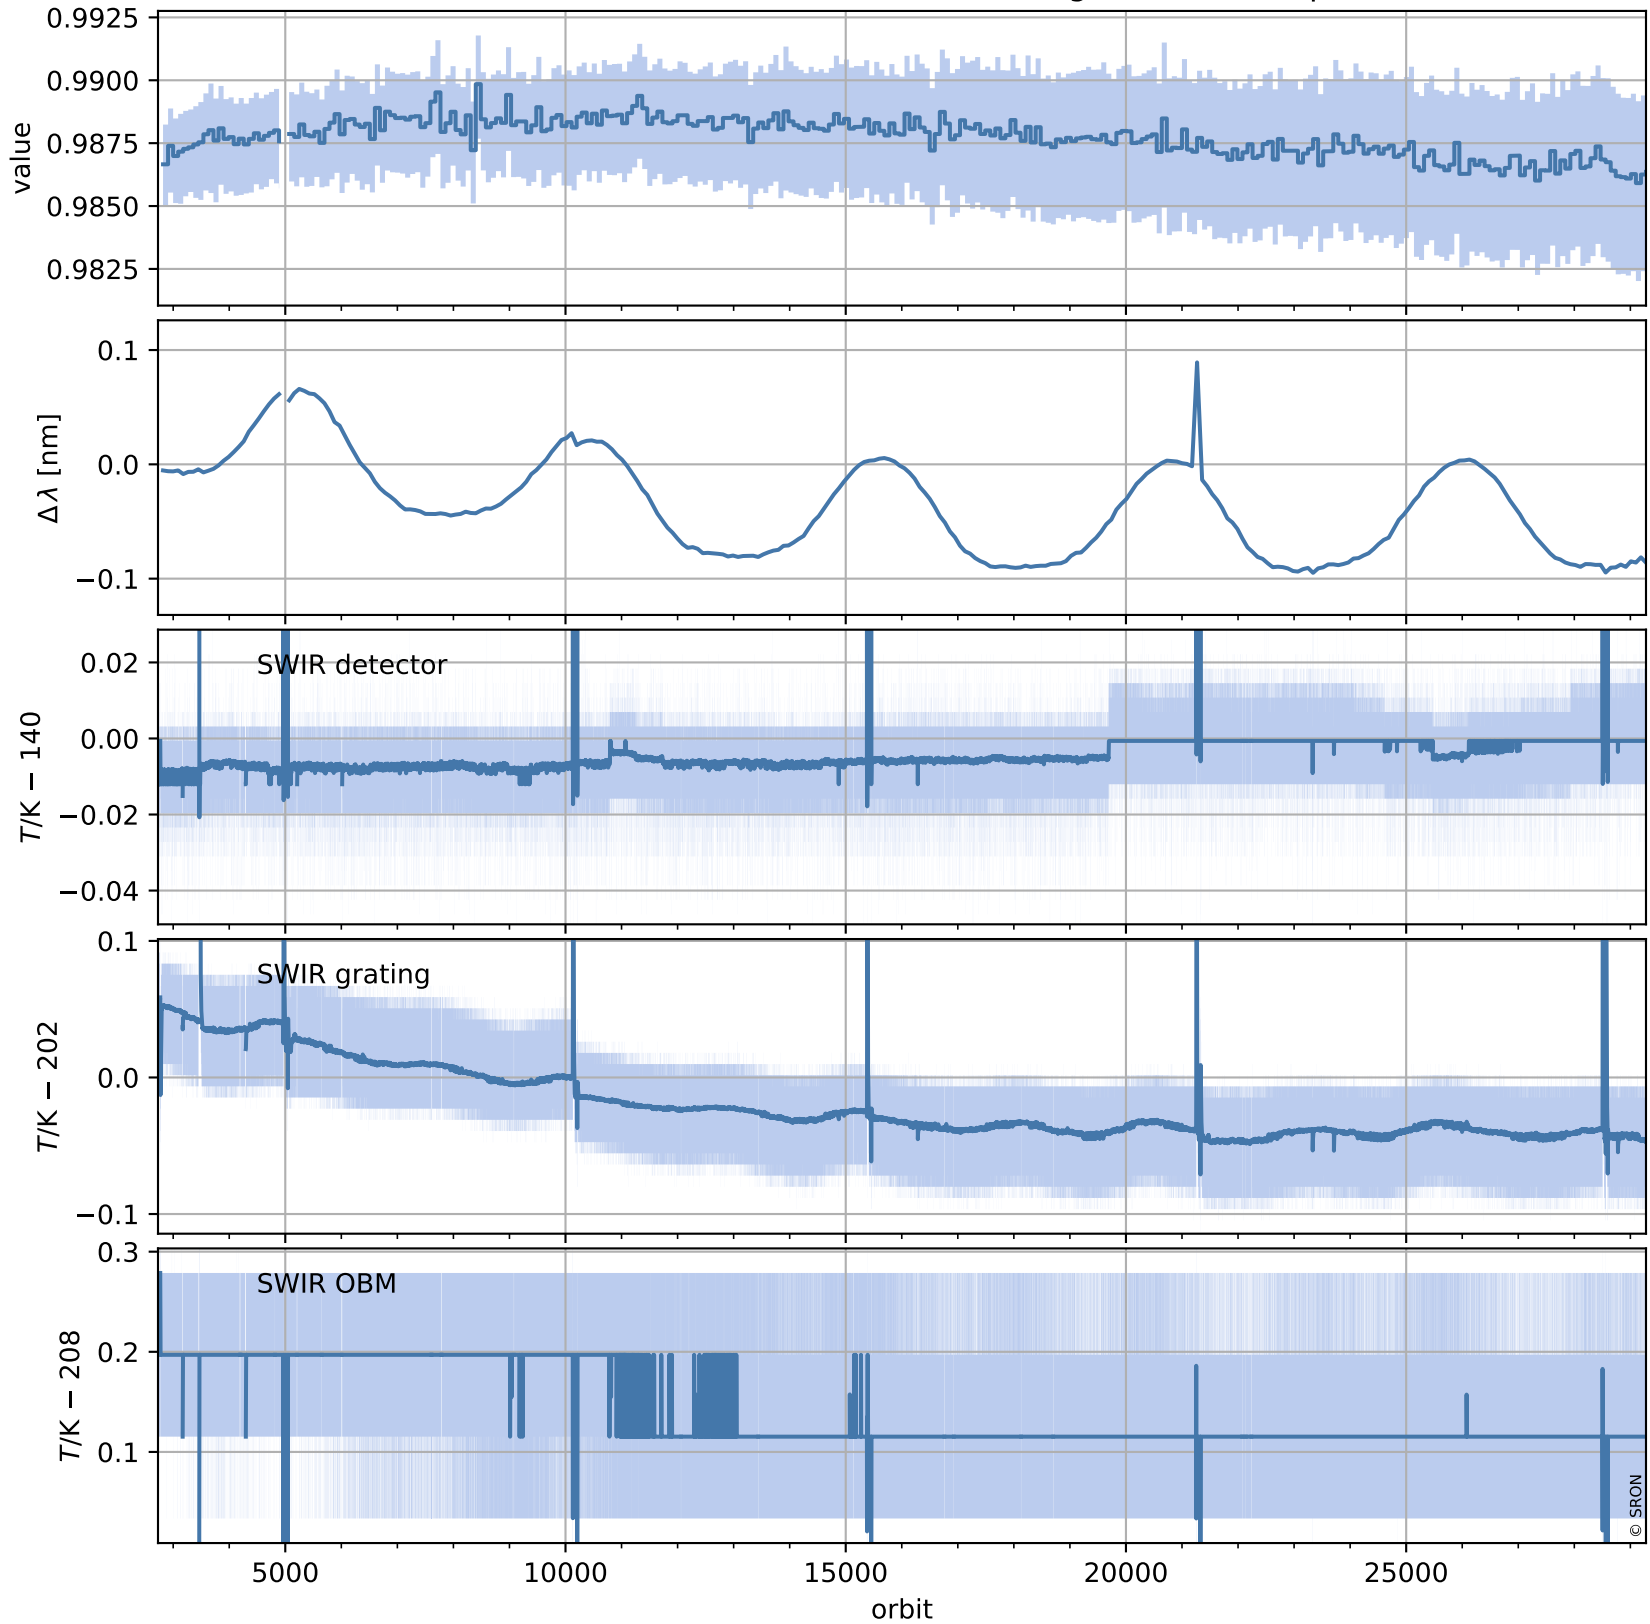 0.9925
0.9900
0.9875
0.9850
0.9825
value
0.1
0.0
−0.1
Δλ [nm]
SWIR detector
0.02
0.00
−0.02
−0.04
T/K − 140
SWIR grating
0.1
0.0
−0.1
T/K − 202
SWIR OBM
0.3
0.2
0.1
T/K − 208
© SRON
5000 10000 15000 20000 25000
orbit